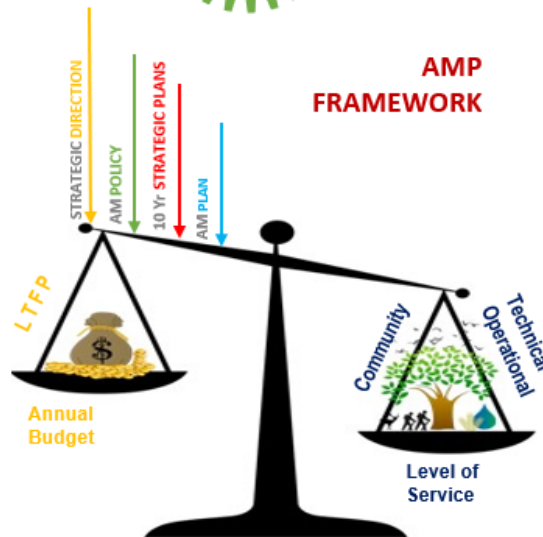 AMP
FRAMEWORK
STRATEGIC DIRECTION
AM POLICY
10 Yr STRATEGIC PLANS
AM PLAN
LTFP
$
Annual
Budget
Community
Technical
Operational
Level of
Service